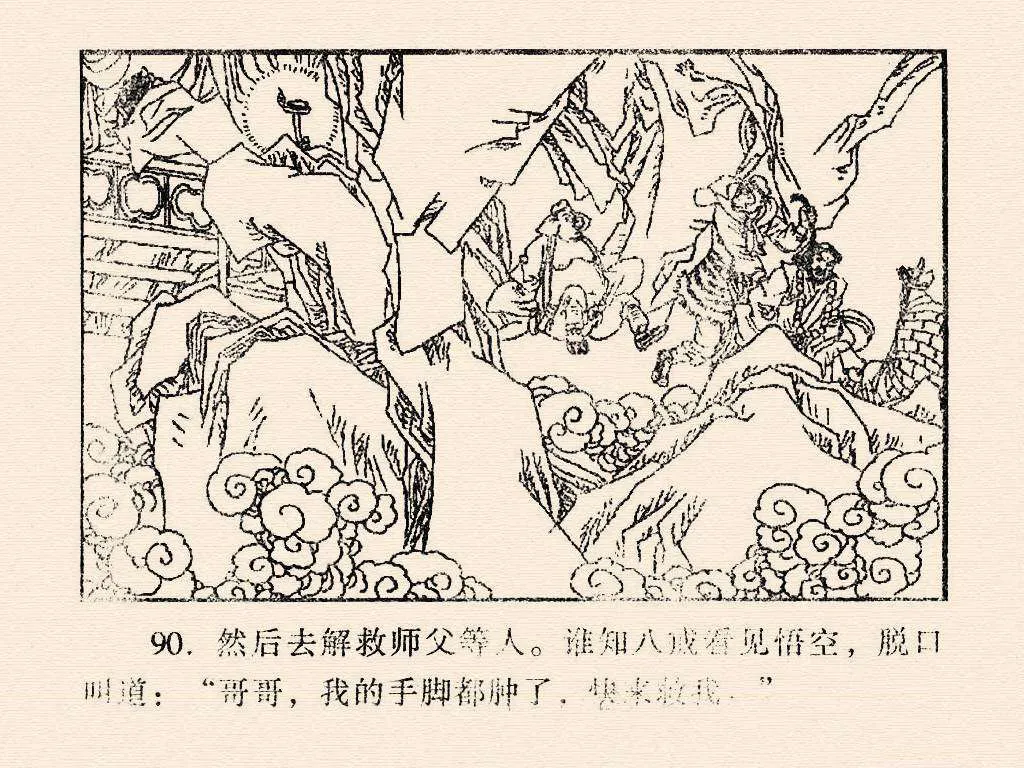 90. 然后去解救师父等人。谁知八戒看见悟空，脱口
叫道：“哥哥，我的手脚都肿了，快来救我。”